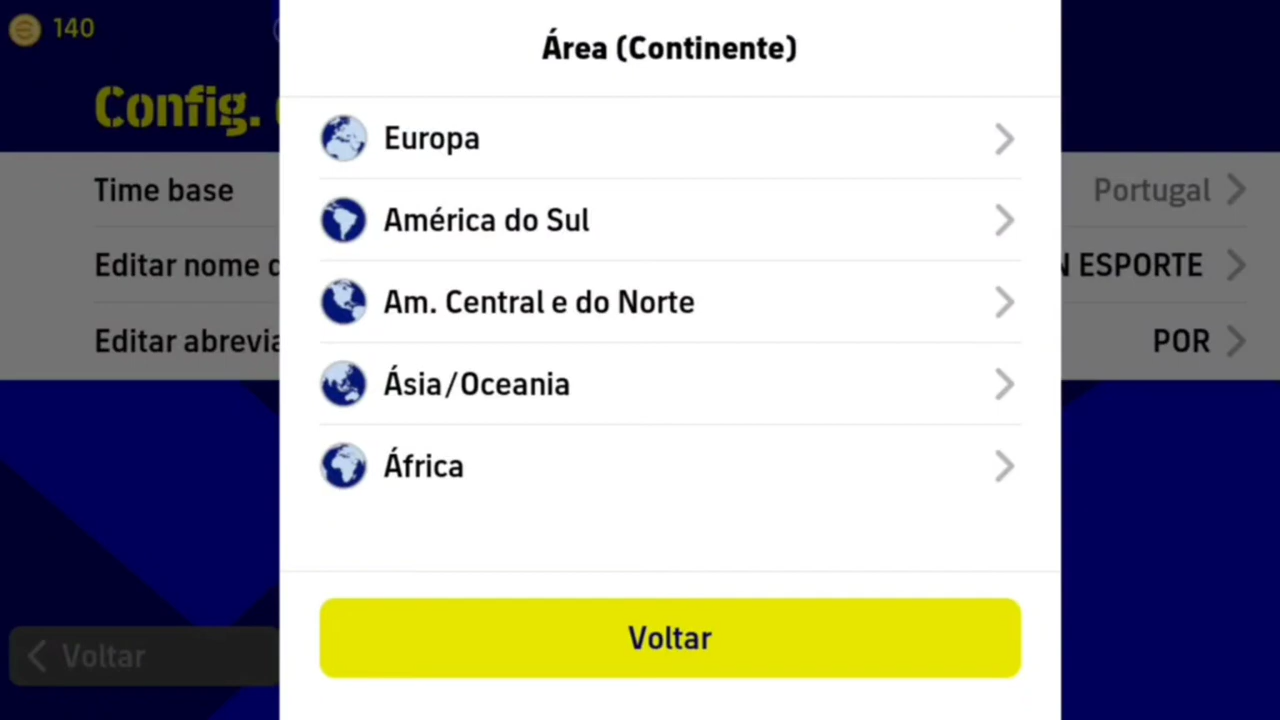 140
Área (Continente)
Config.
Europa
Time base
Portugal
América do Sul
Editar nome
ESPORTE
Am. Central e do Norte
Editar
POR
Ásia/Oceania
África
Voltar
Voltar